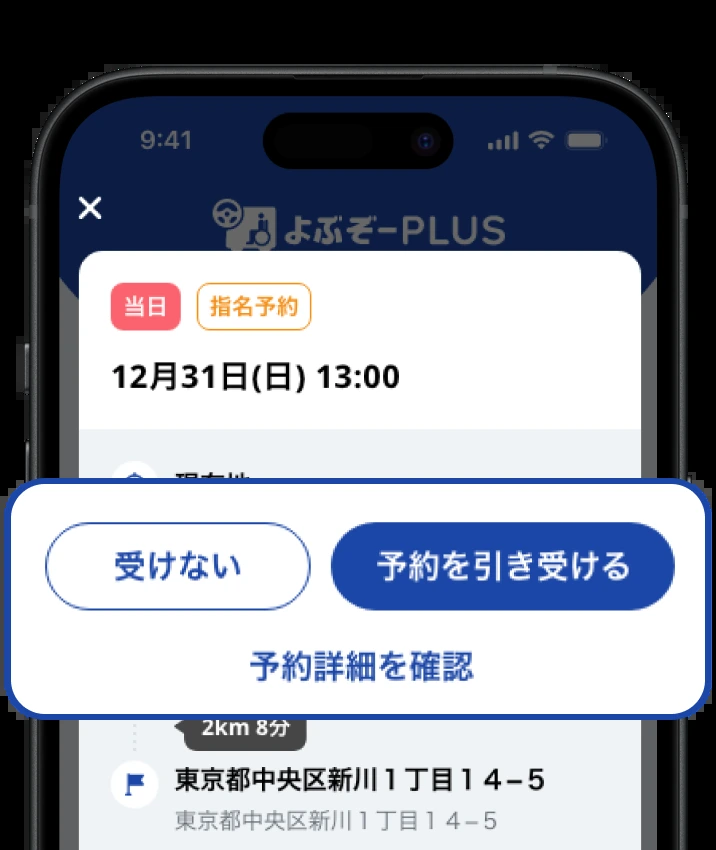 9:41
よぶぞーPLUS
当日 指名予約
12月31日(日) 13:00
現在地
受けない 予約を引き受ける
予約詳細を確認
2km 8分
東京都中央区新川1丁目14−5
東京都中央区新川1丁目14−5